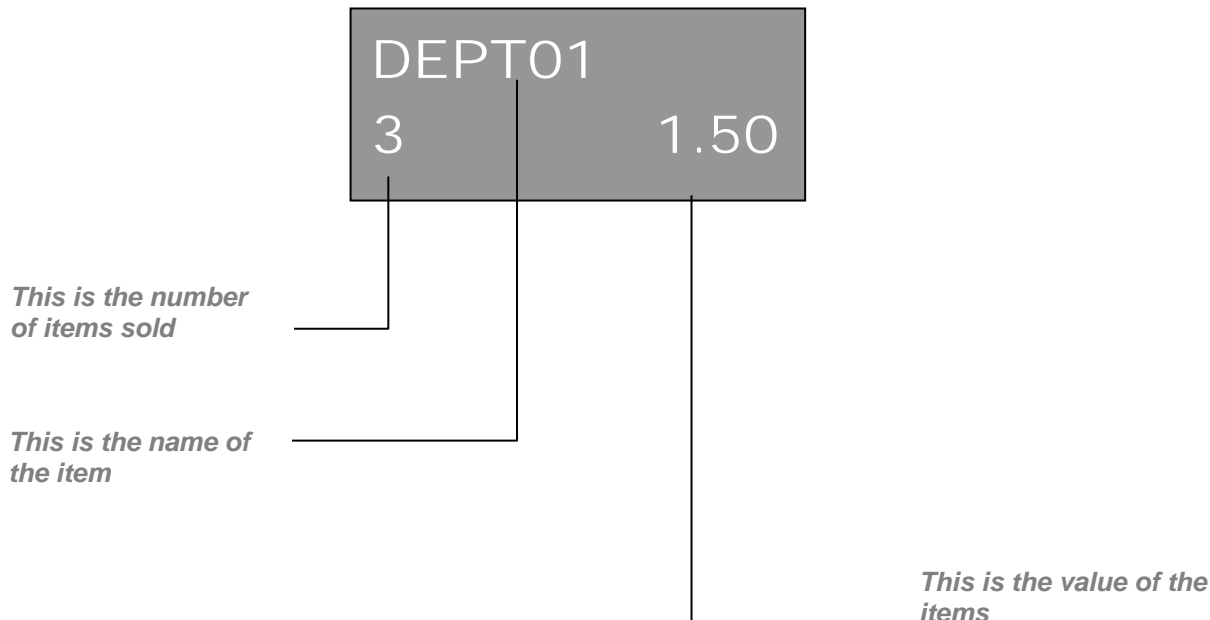 DEPT01
3 1.50
This is the number
of items sold
This is the name of
the item
This is the value of the
items